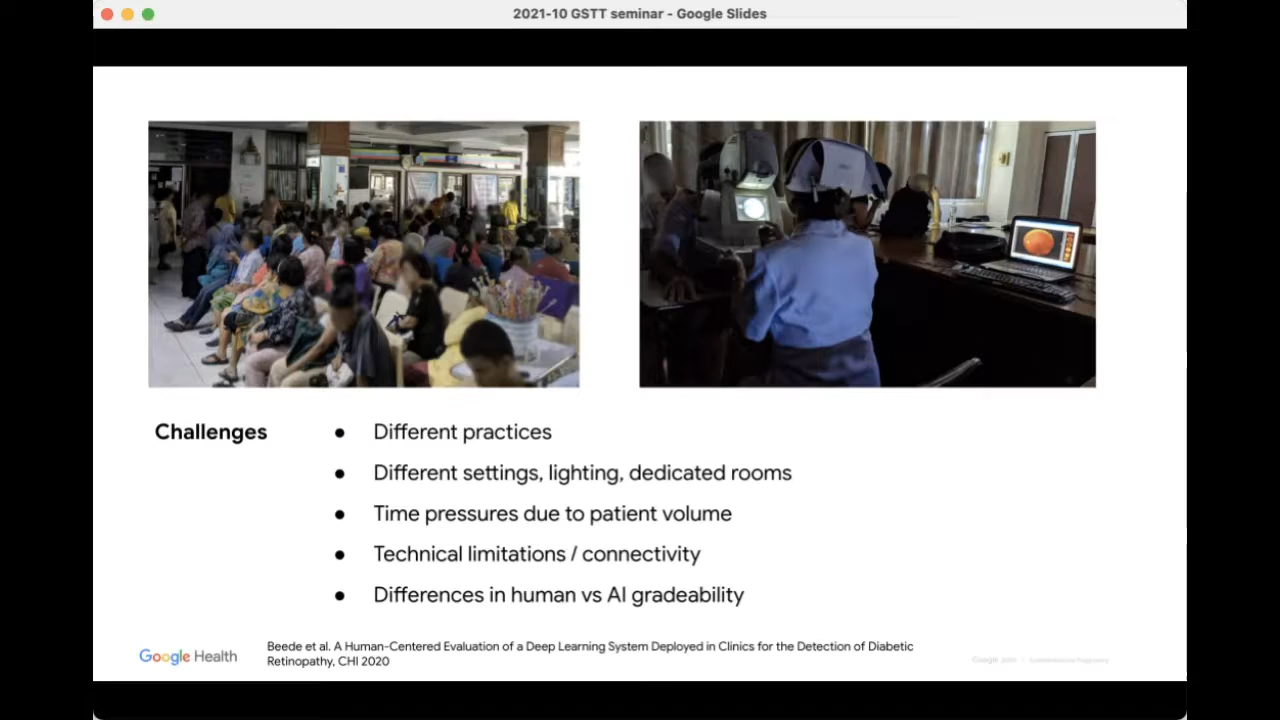 2021-10 GSTT seminar - Google Slides
Challenges
● Different practices
● Different settings, lighting, dedicated rooms
● Time pressures due to patient volume
● Technical limitations / connectivity
● Differences in human vs AI gradeability
Google Health
Beede et al. A Human-Centered Evaluation of a Deep Learning System Deployed in Clinics for the Detection of Diabetic
Retinopathy, CHI 2020
Google